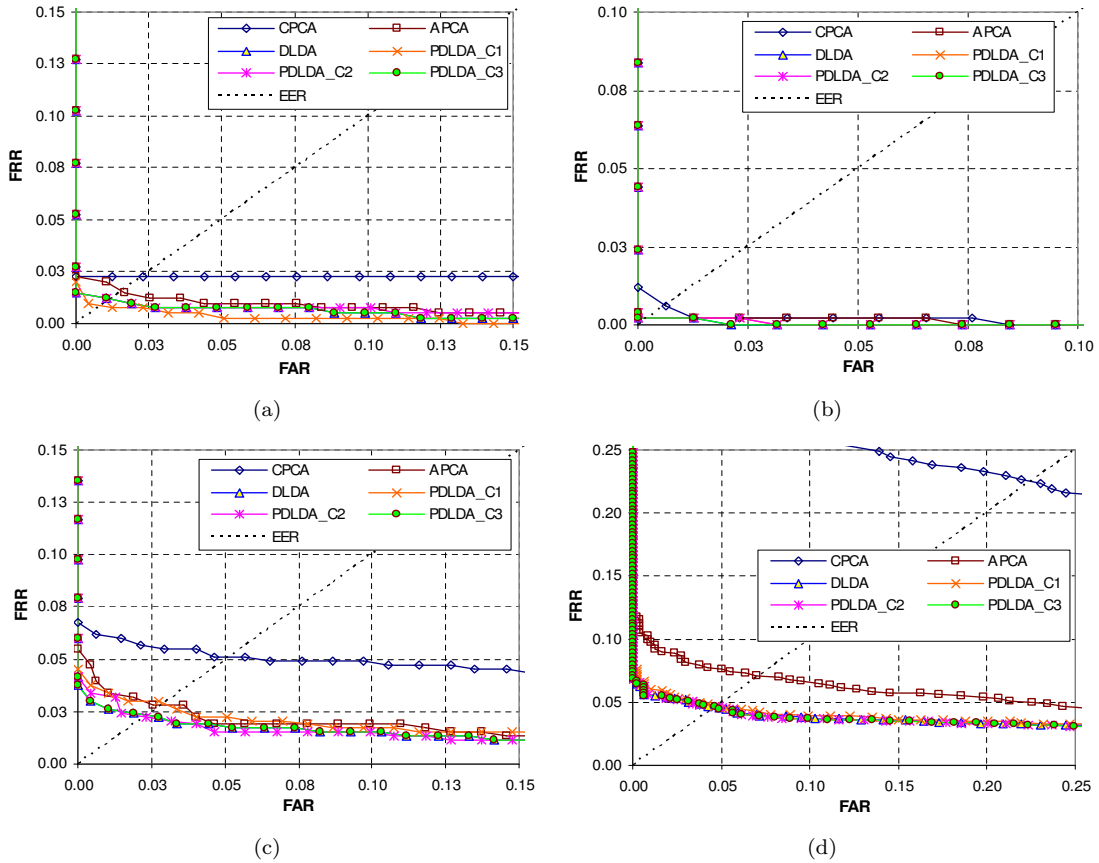 0.15
0.13
0.10
0.08
0.05
0.03
0.00
FRR
CPCA APCA
DLDA PDLDA_C1
PDLDA_C2 PDLDA_C3
EER
0.00 0.03 0.05 0.08 0.10 0.13 0.15
FAR
(a)
0.10
0.08
0.05
0.03
0.00
FRR
CPCA APCA
DLDA PDLDA_C1
PDLDA_C2 PDLDA_C3
EER
0.00 0.03 0.05 0.08 0.10
FAR
(b)
0.15
0.13
0.10
0.08
0.05
0.03
0.00
FRR
CPCA APCA
DLDA PDLDA_C1
PDLDA_C2 PDLDA_C3
EER
0.00 0.03 0.05 0.08 0.10 0.13 0.15
FAR
(c)
0.25
0.20
0.15
0.10
0.05
0.00
FRR
CPCA APCA
DLDA PDLDA_C1
PDLDA_C2 PDLDA_C3
EER
0.00 0.05 0.10 0.15 0.20 0.25
FAR
(d)